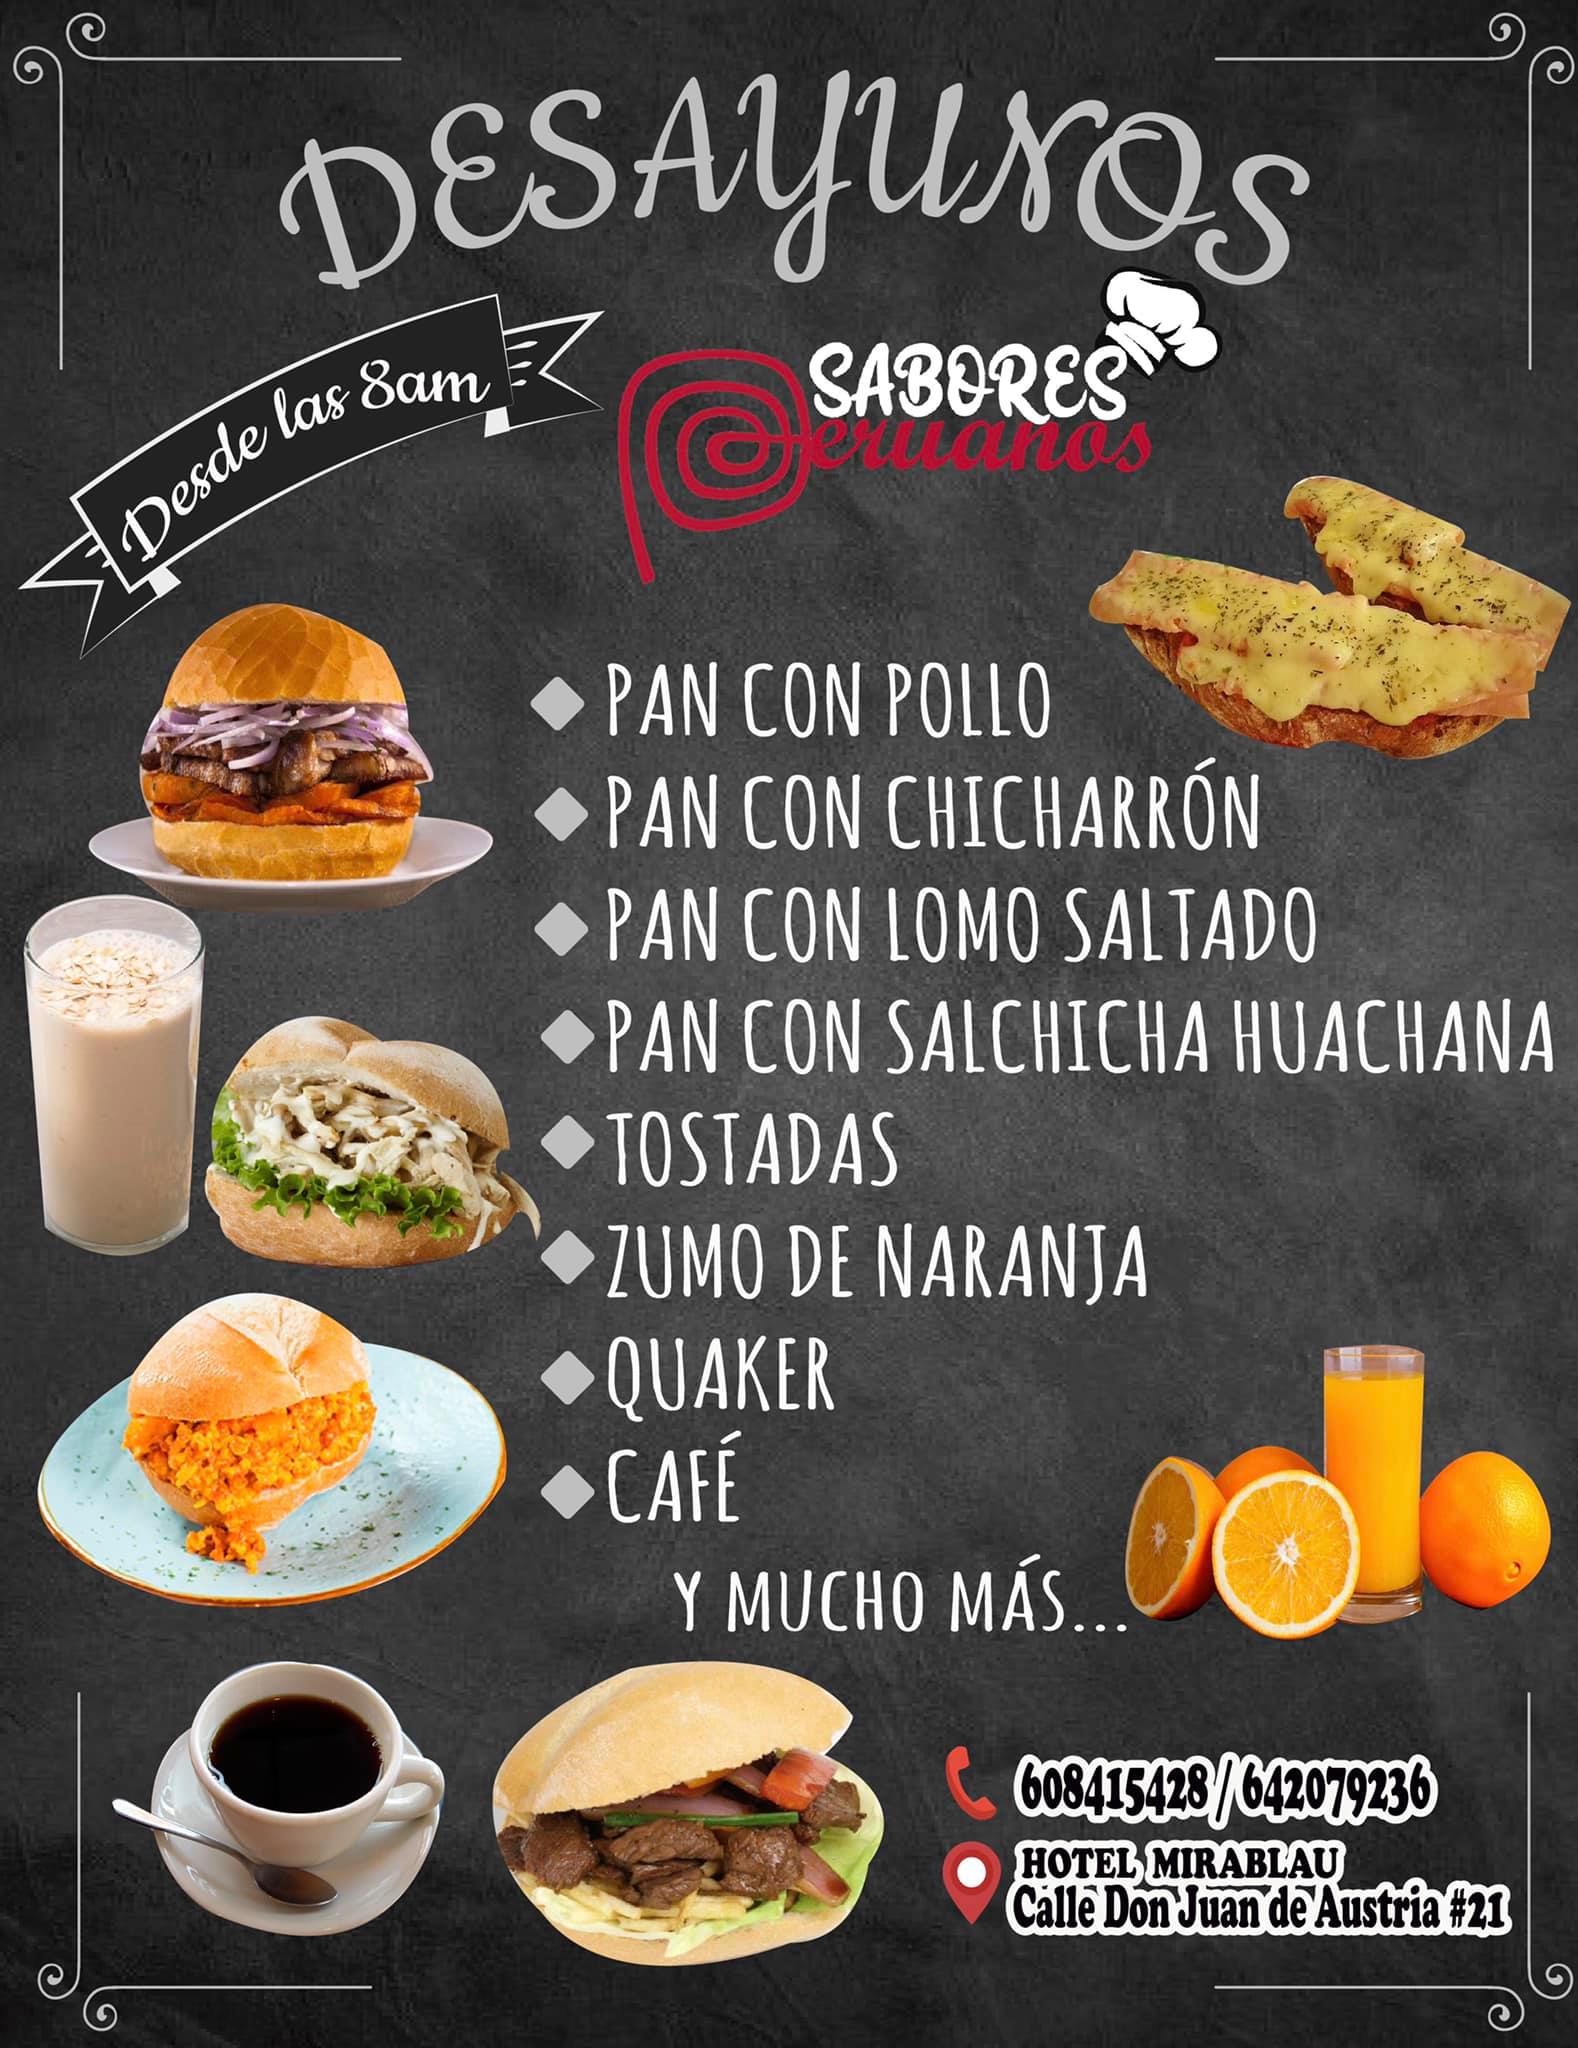 DESAYUNOS
Desde las 8am
SABORES
Peruanos
PAN CON POLLO
PAN CON CHICHARRÓN
PAN CON LOMO SALTADO
PAN CON SALCHICHA HUACHANA
TOSTADAS
ZUMO DE NARANJA
QUAKER
CAFÉ
Y MUCHO MÁS...
608415428/642079236
HOTEL MIRABLAU
Calle Don Juan de Austria #21